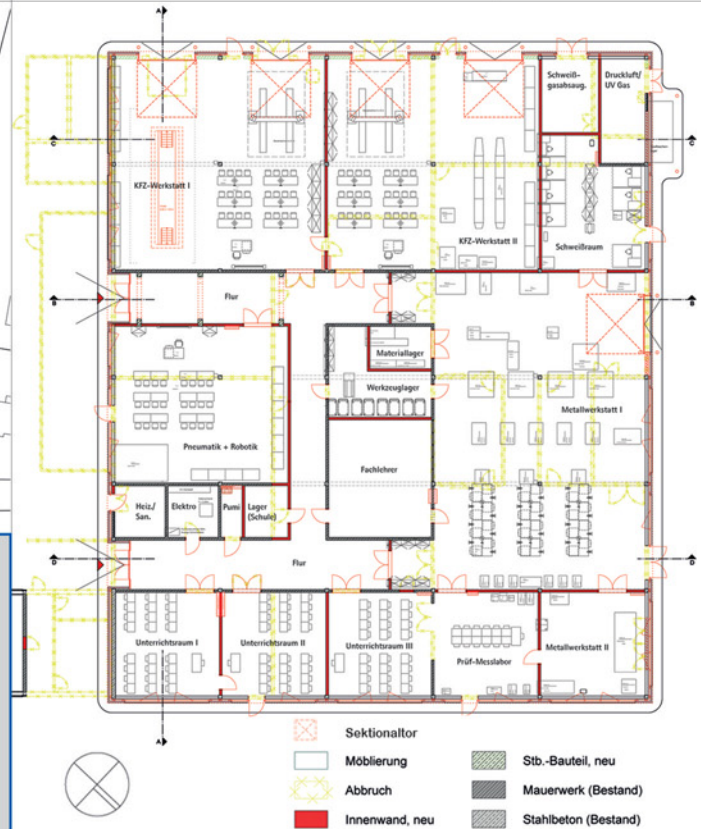 A
Schweiß-
gasabsaug.
Druckluft/
UV Gas
C
C
KFZ-Werkstatt I
KFZ-Werkstatt II
Schweißraum
B
Flur
B
Materiallager
Werkzeuglager
Metallwerkstatt I
Pneumatik + Robotik
Fachlehrer
Heiz./
San.
Elektro
Pumi
Lager
(Schule)
D
Flur
D
Unterrichtsraum I
Unterrichtsraum II
Unterrichtsraum III
Prüf-Messlabor
Metallwerkstatt II
A
Sektionaltor
Möblierung
Stb.-Bauteil, neu
Abbruch
Mauerwerk (Bestand)
Innenwand, neu
Stahlbeton (Bestand)